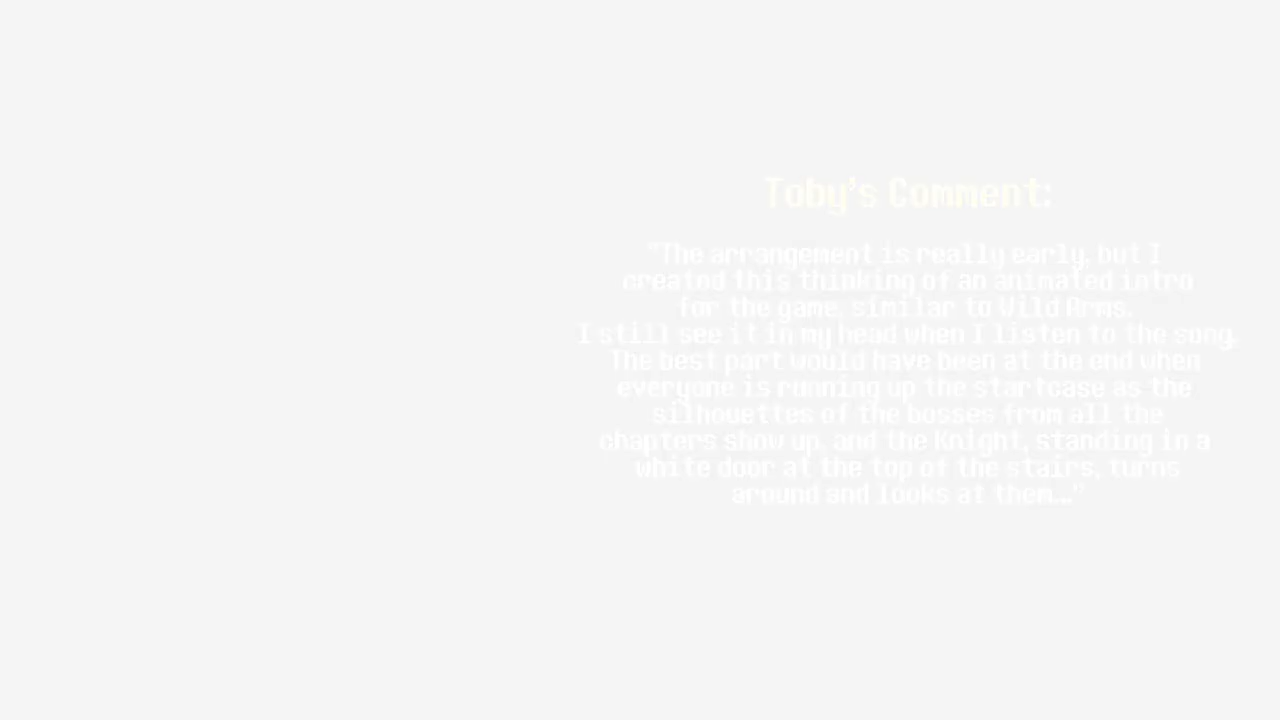 Toby's Comment:
"The arrangement is really early, but I
created this thinking of an animated intro
for the game, similar to Wild Arms.
I still see it in my head when I listen to the song.
The best part would have been at the end when
everyone is running up the startcase as the
silhouettes of the bosses from all the
chapters show up, and the Knight, standing in a
white door at the top of the stairs, turns
around and looks at them..."